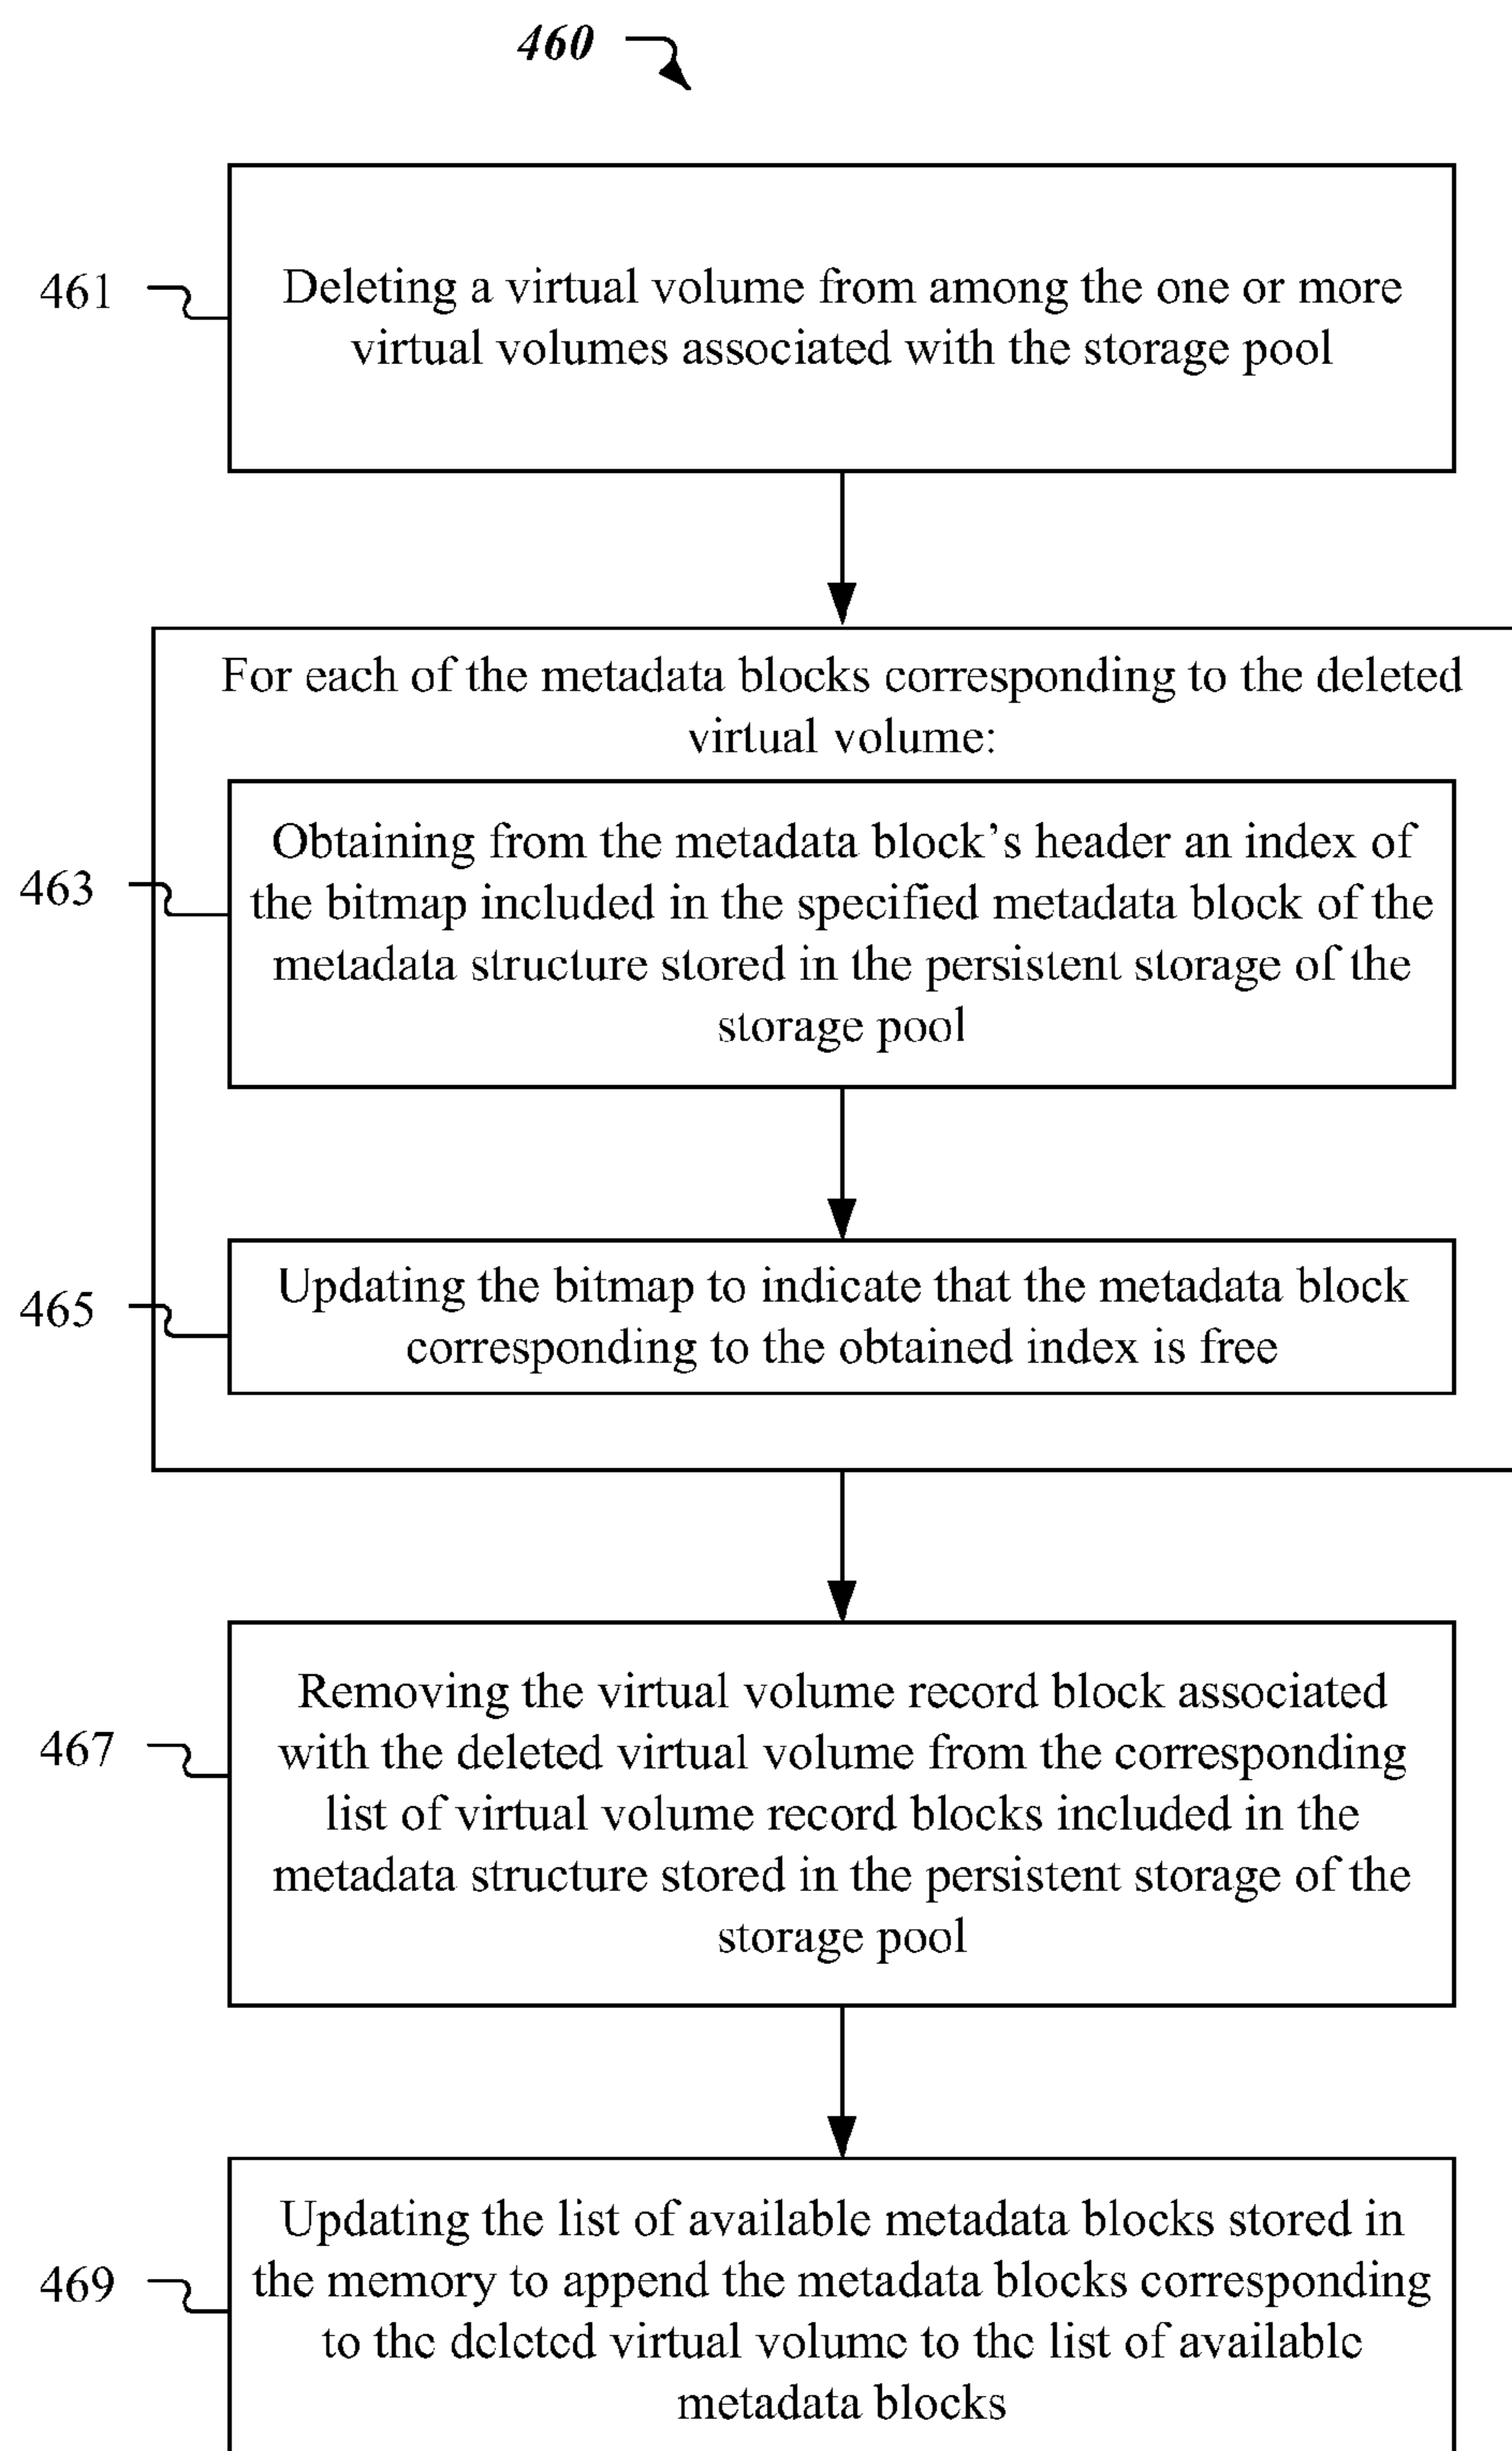 460
461
Deleting a virtual volume from among the one or more
virtual volumes associated with the storage pool
For each of the metadata blocks corresponding to the deleted
virtual volume:
463
Obtaining from the metadata block’s header an index of
the bitmap included in the specified metadata block of the
metadata structure stored in the persistent storage of the
storage pool
465
Updating the bitmap to indicate that the metadata block
corresponding to the obtained index is free
467
Removing the virtual volume record block associated
with the deleted virtual volume from the corresponding
list of virtual volume record blocks included in the
metadata structure stored in the persistent storage of the
storage pool
469
Updating the list of available metadata blocks stored in
the memory to append the metadata blocks corresponding
to the deleted virtual volume to the list of available
metadata blocks